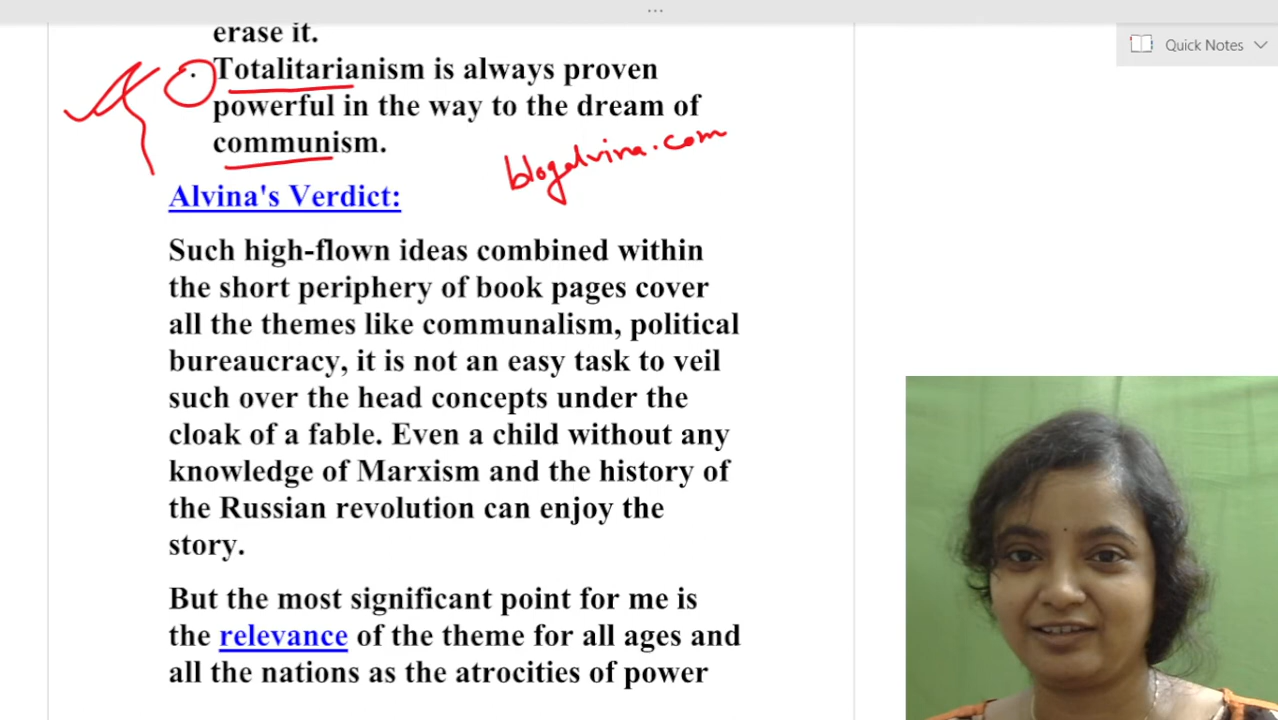 Quick Notes
erase it.
. Totalitarianism is always proven
powerful in the way to the dream of
communism.
blogalvina.com
Alvina's Verdict:
Such high-flown ideas combined within
the short periphery of book pages cover
all the themes like communalism, political
bureaucracy, it is not an easy task to veil
such over the head concepts under the
cloak of a fable. Even a child without any
knowledge of Marxism and the history of
the Russian revolution can enjoy the
story.
But the most significant point for me is
the relevance of the theme for all ages and
all the nations as the atrocities of power